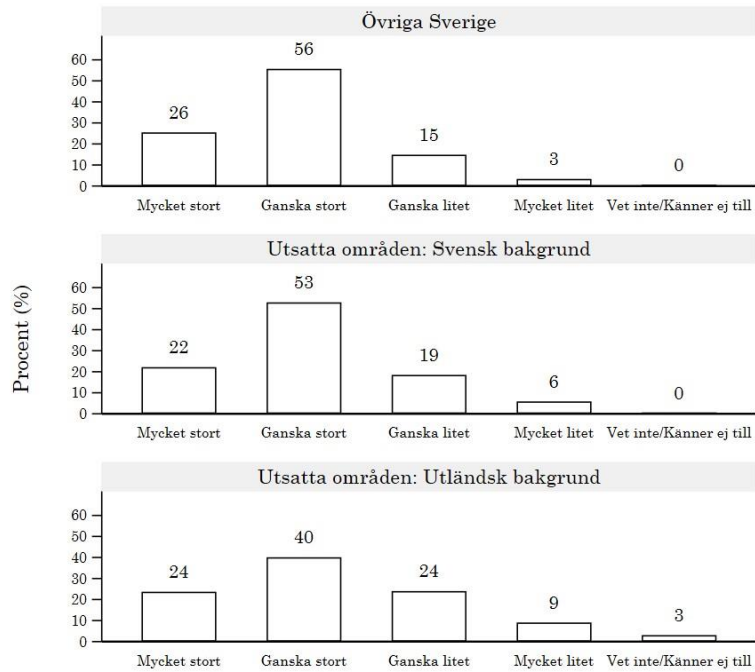 Övriga Sverige
60
50
40
30
20
10
0
26
56
15
3
0
Mycket stort
Ganska stort
Ganska litet
Mycket litet
Vet inte/Känner ej till
Utsatta områden: Svensk bakgrund
60
50
40
30
20
10
0
22
53
19
6
0
Mycket stort
Ganska stort
Ganska litet
Mycket litet
Vet inte/Känner ej till
Procent (%)
Utsatta områden: Utländsk bakgrund
60
50
40
30
20
10
0
24
40
24
9
3
Mycket stort
Ganska stort
Ganska litet
Mycket litet
Vet inte/Känner ej till